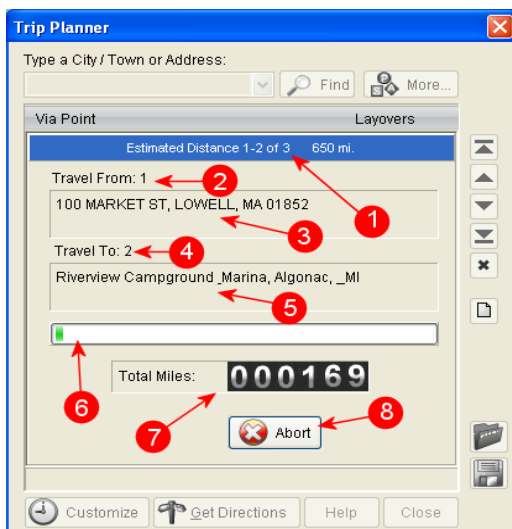 Trip Planner
Type a City / Town or Address:
Find More...
Via Point Layovers
Estimated Distance 1-2 of 3 650 mi.
1
Travel From: 1 2
100 MARKET ST, LOWELL, MA 01852
3
Travel To: 2 4
Riverview Campground _Marina, Algonac, _MI
5
6
Total Miles: 000169
7
Abort 8
Customize Get Directions Help Close